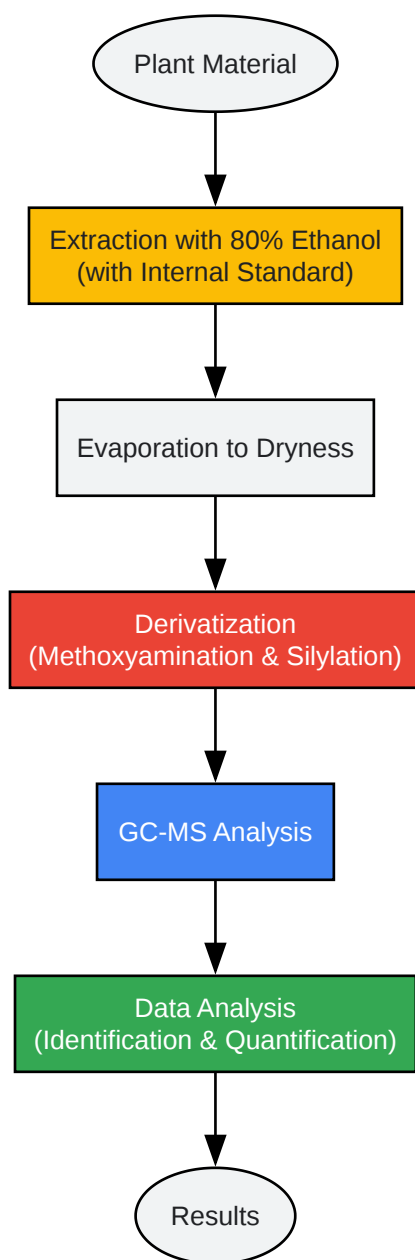 Plant Material
Extraction with 80% Ethanol
(with Internal Standard)
Evaporation to Dryness
Derivatization
(Methoxyamination & Silylation)
GC-MS Analysis
Data Analysis
(Identification & Quantification)
Results